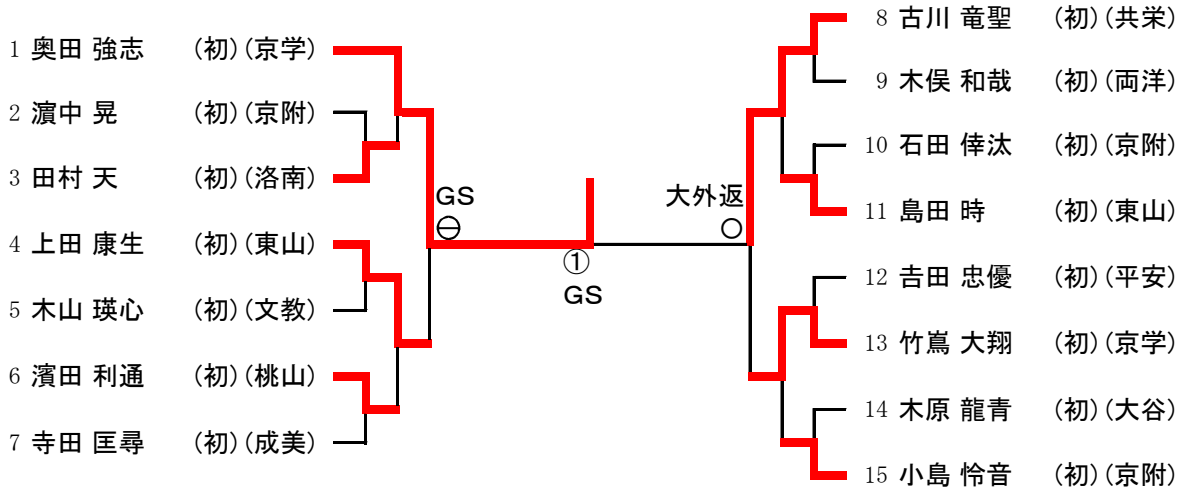 1 奥田 強志 (初)(京学)
2 濵中 晃 (初)(京附)
3 田村 天 (初)(洛南)
4 上田 康生 (初)(東山)
5 木山 瑛心 (初)(文教)
6 濱田 利通 (初)(桃山)
7 寺田 匡尋 (初)(成美)
GS
①
GS
大外返
○
8 古川 竜聖 (初)(共栄)
9 木俣 和哉 (初)(両洋)
10 石田 倖汰 (初)(京附)
11 島田 時 (初)(東山)
12 𠮷田 忠優 (初)(平安)
13 竹嶌 大翔 (初)(京学)
14 木原 龍青 (初)(大谷)
15 小島 怜音 (初)(京附)